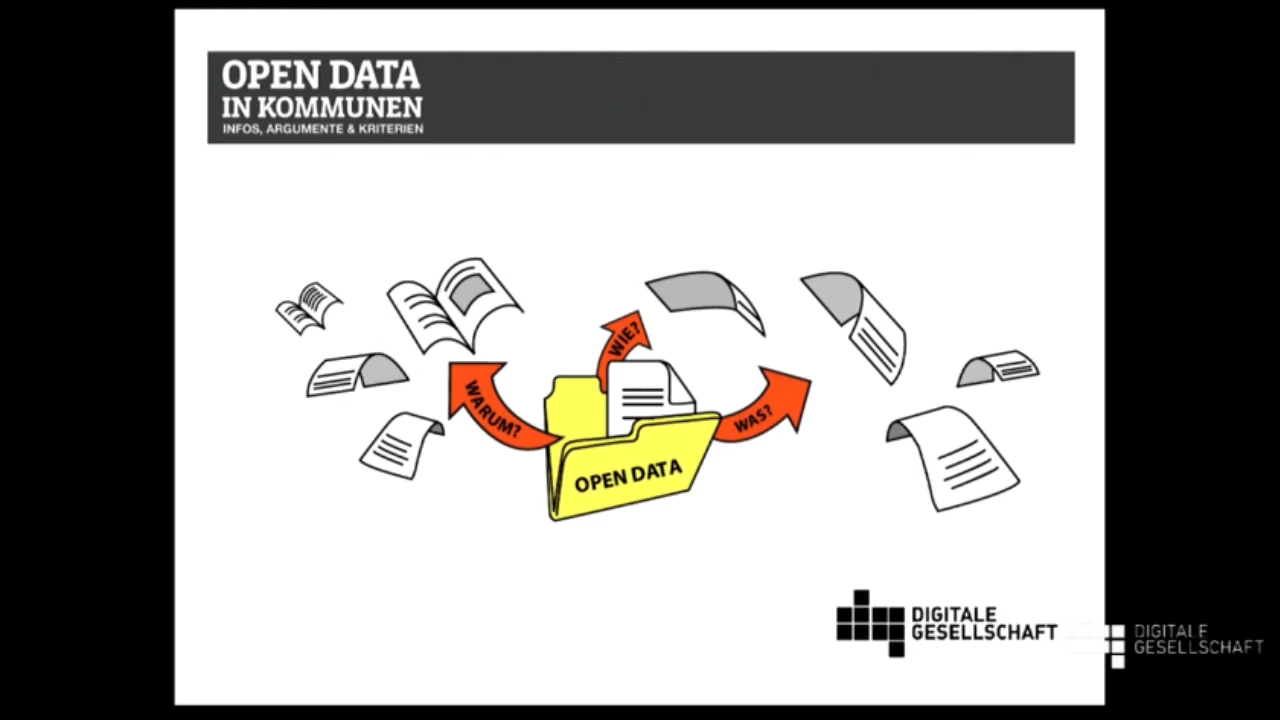 OPEN DATA
IN KOMMUNEN
INFOS, ARGUMENTE & KRITERIEN
WIE?
WARUM?
WAS?
OPEN DATA
DIGITALE
GESELLSCHAFT
DIGITALE
GESELLSCHAFT